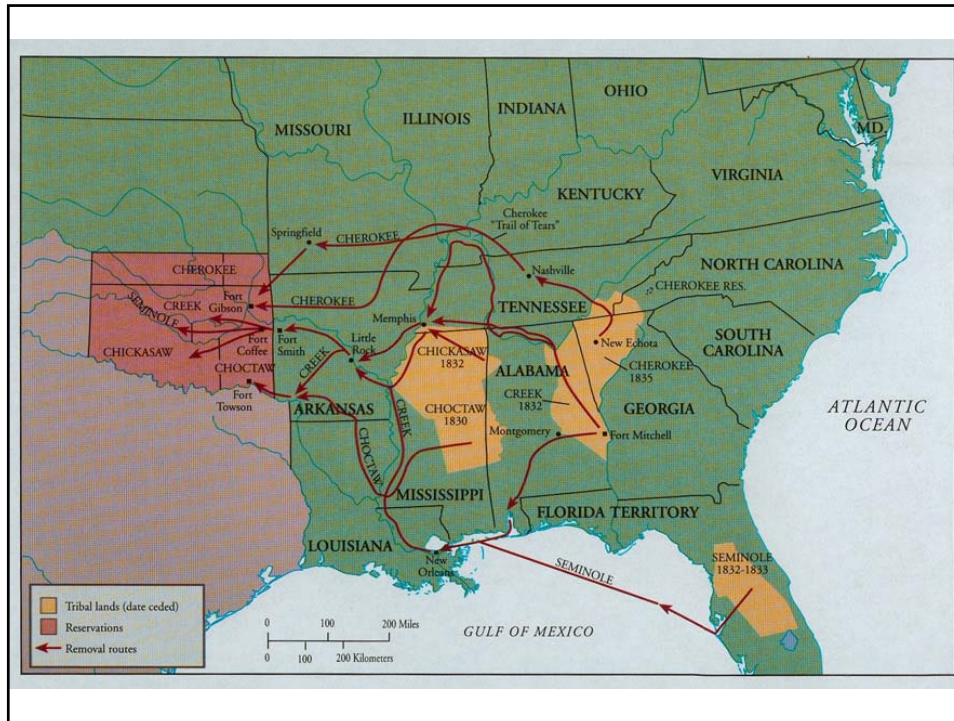 OHIO
INDIANA
ILLINOIS
MISSOURI
MD.
VIRGINIA
KENTUCKY
Cherokee
"Trail of Tears"
Springfield
CHEROKEE
NORTH CAROLINA
CHEROKEE
Nashville
CHEROKEE RES.
CREEK
Fort
Gibson
CHEROKEE
TENNESSEE
SEMINOLE
Memphis
SOUTH
CAROLINA
Fort
Coffee
Fort
Smith
Little
Rock
New Echota
CHICKASAW
CHICKASAW
1832
ALABAMA
CHEROKEE
1835
CHOCTAW
CREEK
Fort
Towson
ARKANSAS
CREEK
CHOCTAW
1830
CREEK
1832
GEORGIA
ATLANTIC
OCEAN
Montgomery
Fort Mitchell
CHOCTAW
MISSISSIPPI
FLORIDA TERRITORY
LOUISIANA
New
Orleans
SEMINOLE
SEMINOLE
1832-1833
Tribal lands (date ceded)
Reservations
Removal routes
0 100 200 Miles
0 100 200 Kilometers
GULF OF MEXICO